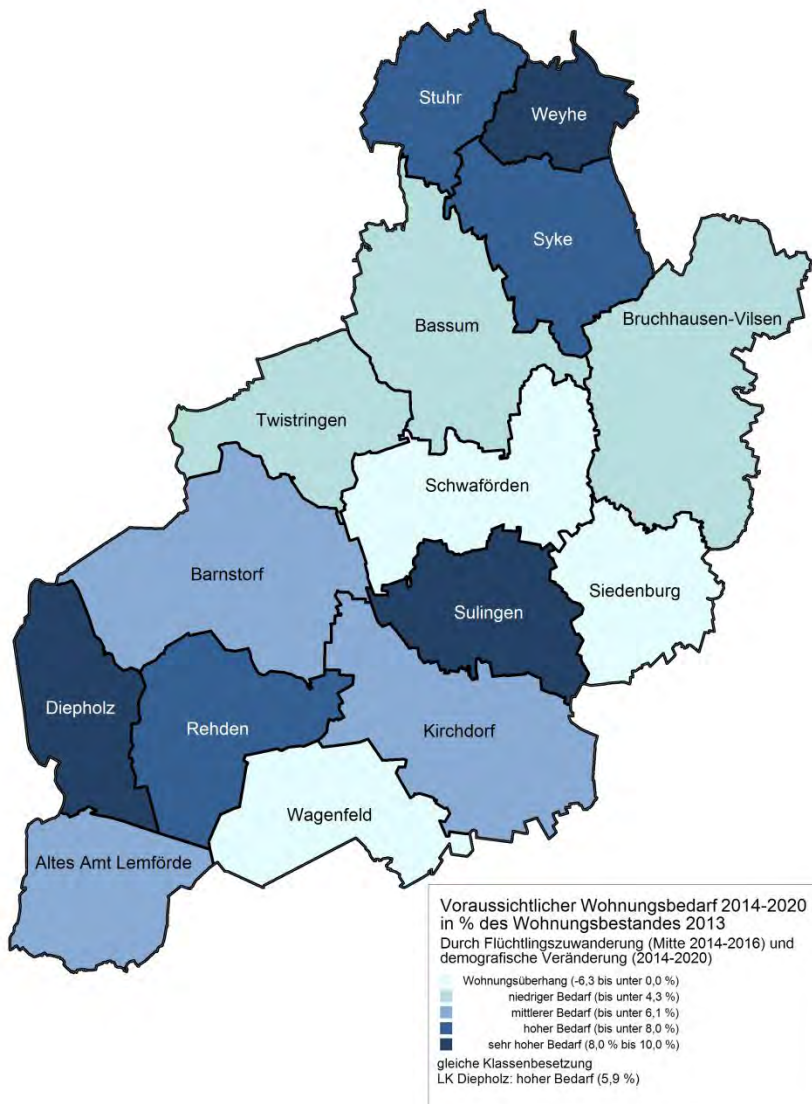 Stuhr
Weyhe
Syke
Bassum
Bruchhausen-Vilsen
Twistringen
Schwaförden
Barnstorf
Siedenburg
Sulingen
Diepholz
Rehden
Kirchdorf
Wagenfeld
Altes Amt Lemförde
Voraussichtlicher Wohnungsbedarf 2014-2020
in % des Wohnungsbestandes 2013
Durch Flüchtlingszuwanderung (Mitte 2014-2016) und
demografische Veränderung (2014-2020)
Wohnungsüberhang (-6,3 bis unter 0,0 %)
niedriger Bedarf (bis unter 4,3 %)
mittlerer Bedarf (bis unter 6,1 %)
hoher Bedarf (bis unter 8,0 %)
sehr hoher Bedarf (8,0 % bis 10,0 %)
gleiche Klassenbesetzung
LK Diepholz: hoher Bedarf (5,9 %)